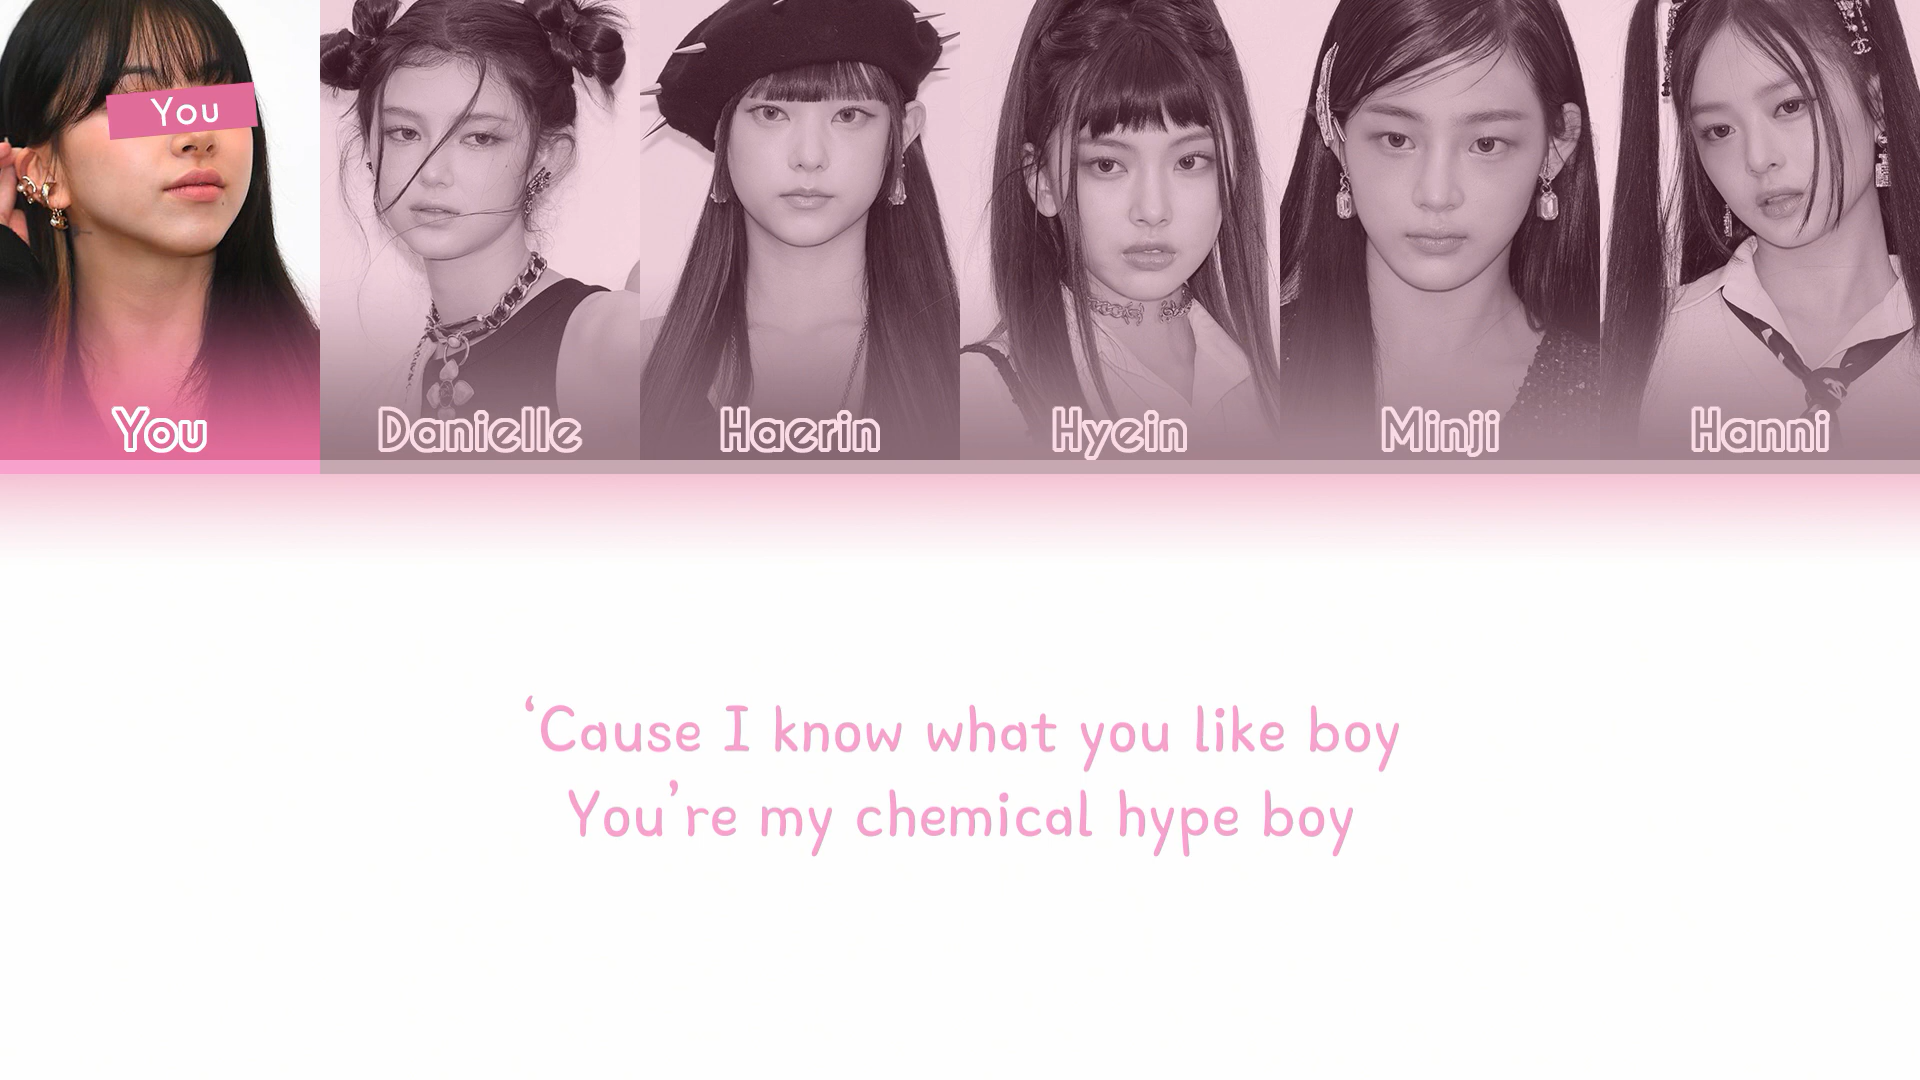 You
You
Danielle
Haerin
Hyein
Minji
Hanni
‘Cause I know what you like boy
You’re my chemical hype boy